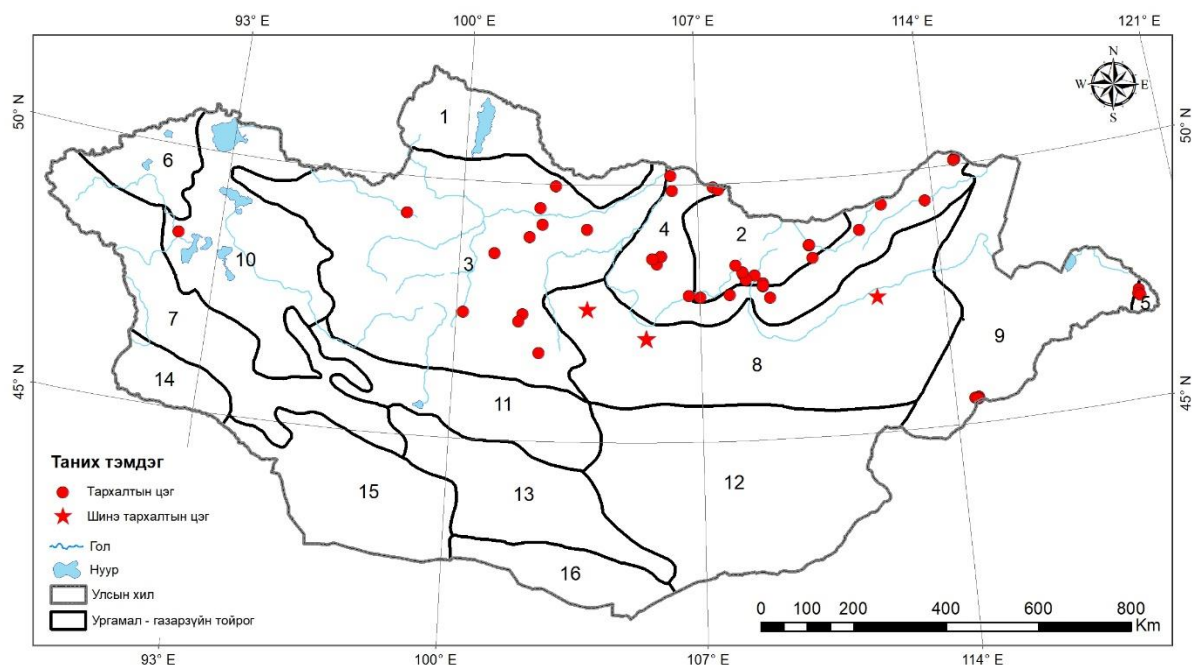 93° E
100° E
107° E
114° E
121° E
50° N
50° N
N
W
E
S
1
6
4
2
3
10
5
7
9
8
14
11
45° N
45° N
12
13
15
16
Таних тэмдэг
Тархалтын цэг
Шинэ тархалтын цэг
Гол
Нуур
Улсын хил
Ургамал - газарзүйн тойрог
0 100 200 400 600 800
Km
93° E
100° E
107° E
114° E